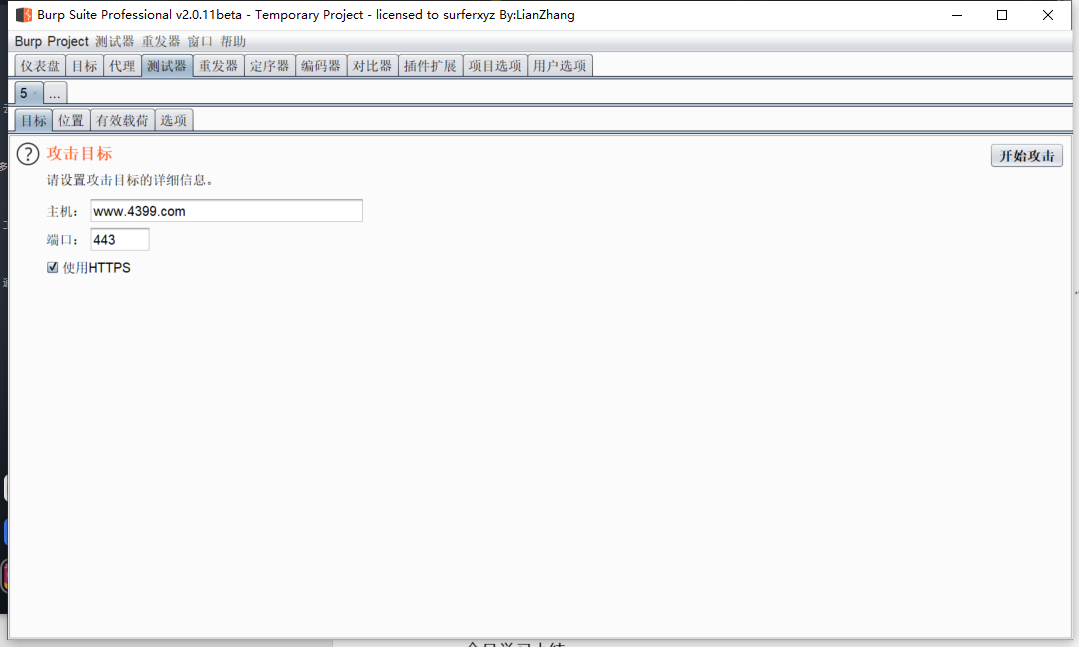 Burp Suite Professional v2.0.11beta - Temporary Project - licensed to surferxyz By:LianZhang
Burp Project 测试器 重发器 窗口 帮助
仪表盘 目标 代理 测试器 重发器 定序器 编码器 对比器 插件扩展 项目选项 用户选项
5 ...
目标 位置 有效载荷 选项
? 攻击目标
开始攻击
请设置攻击目标的详细信息。
主机: www.4399.com
端口: 443
使用HTTPS